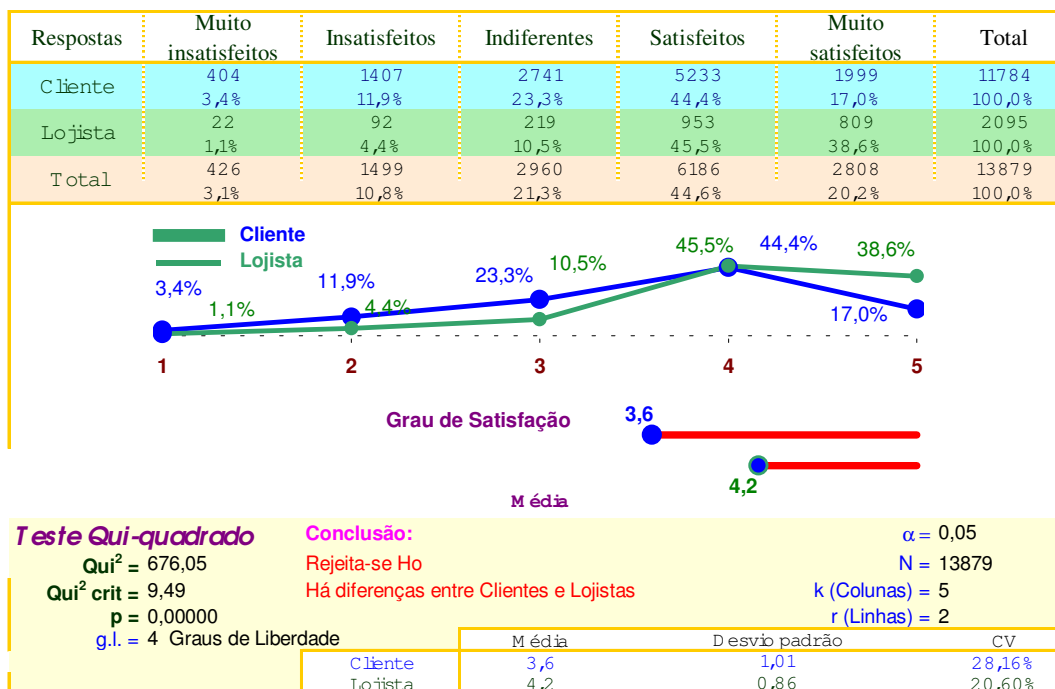 Respostas Muito insatisfeitos Insatisfeitos Indiferentes Satisfeitos Muito satisfeitos Total
Cliente 404 1407 2741 5233 1999 11784
3,4% 11,9% 23,3% 44,4% 17,0% 100,0%
Lojista 22 92 219 953 809 2095
1,1% 4,4% 10,5% 45,5% 38,6% 100,0%
Total 426 1499 2960 6186 2808 13879
3,1% 10,8% 21,3% 44,6% 20,2% 100,0%
Cliente
Lojista
3,4% 11,9% 23,3% 44,4% 17,0%
1,1% 4,4% 10,5% 45,5% 38,6%
1 2 3 4 5
Grau de Satisfação
3,6
4,2
Média
Teste Qui-quadrado Conclusão: α = 0,05
Qui² = 676,05 Rejeita-se Ho N = 13879
Qui² crit = 9,49 Há diferenças entre Clientes e Lojistas k (Colunas) = 5
p = 0,00000 r (Linhas) = 2
g.l. = 4 Graus de Liberdade
Média Desvio padrão CV
Cliente 3,6 1,01 28,16%
Lojista 4,2 0,86 20,60%